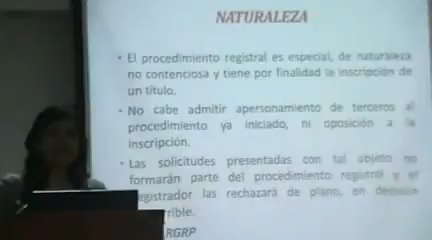 NATURALEZA
• El procedimiento registral es especial, de naturaleza
no contenciosa y tiene por finalidad la inscripción de
un título.
• No cabe admitir apersonamiento de terceros al
procedimiento ya iniciado, ni oposición a la
inscripción.
• Las solicitudes presentadas con tal objeto no
formarán parte del procedimiento registral y el
egistrador las rechazará de plano, en decisión
rrible.
RGRP